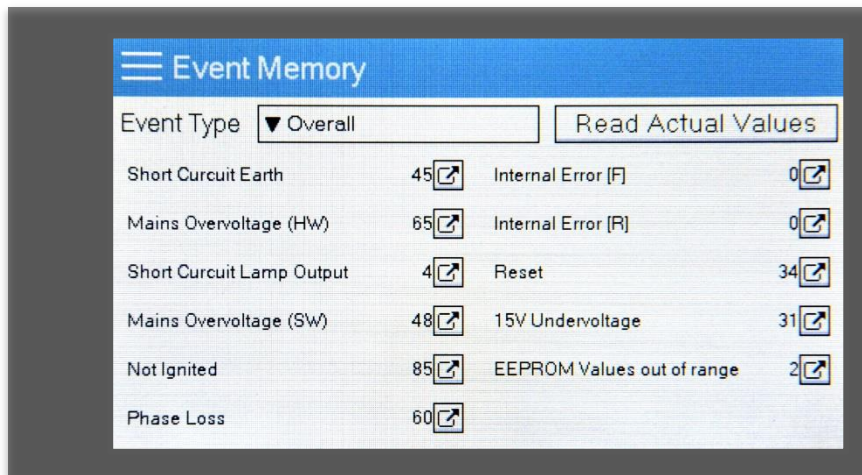 Event Memory
Event Type ▼ Overall Read Actual Values
Short Curcuit Earth 45 Internal Error [F] 0
Mains Overvoltage (HW) 65 Internal Error [R] 0
Short Curcuit Lamp Output 4 Reset 34
Mains Overvoltage (SW) 48 15V Undervoltage 31
Not Ignited 85 EEPROM Values out of range 2
Phase Loss 60